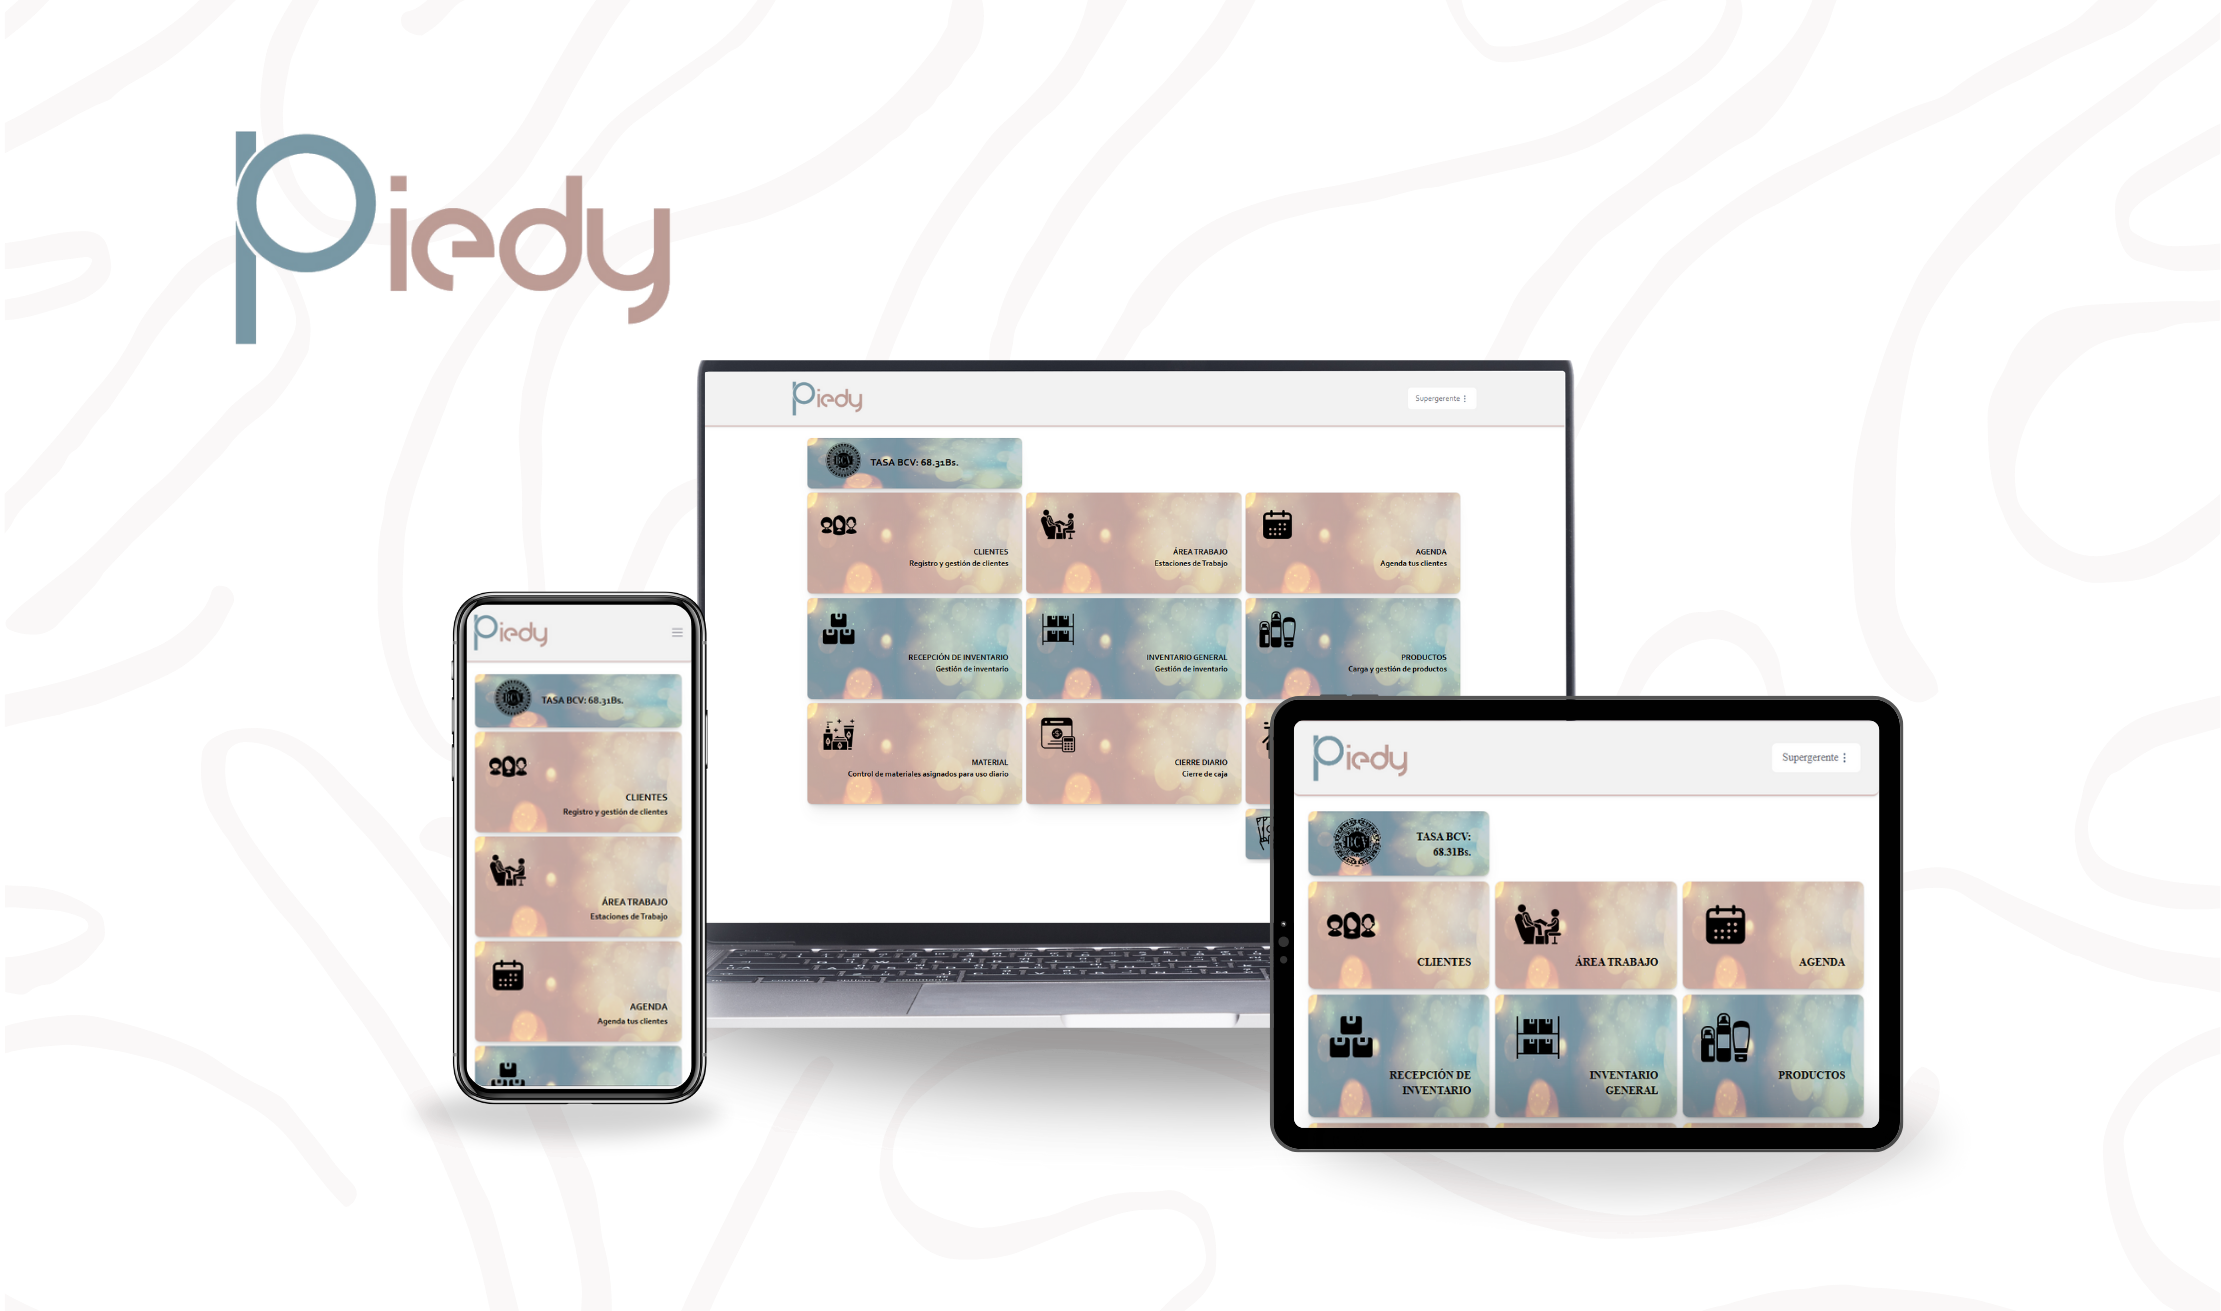 Piedy
Piedy
Supergerente
BCV
TASA BCV: 68.31Bs.
CLIENTES
Registro y gestión de clientes
ÁREA TRABAJO
Estaciones de Trabajo
AGENDA
Agenda tus clientes
RECEPCIÓN DE INVENTARIO
Gestión de inventario
INVENTARIO GENERAL
Gestión de inventario
PRODUCTOS
Carga y gestión de productos
MATERIAL
Control de materiales asignados para uso diario
CIERRE DIARIO
Cierre de caja
Piedy
BCV
TASA BCV: 68.31Bs.
CLIENTES
Registro y gestión de clientes
ÁREA TRABAJO
Estaciones de Trabajo
AGENDA
Agenda tus clientes
Piedy
Supergerente
BCV
TASA BCV:
68.31Bs.
CLIENTES
ÁREA TRABAJO
AGENDA
RECEPCIÓN DE
INVENTARIO
INVENTARIO
GENERAL
PRODUCTOS